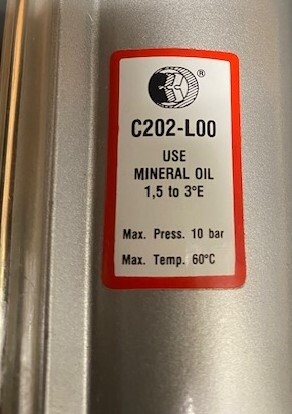 ®
C202-L00
USE
MINERAL OIL
1,5 to 3°E
Max. Press. 10 bar
Max. Temp. 60°C